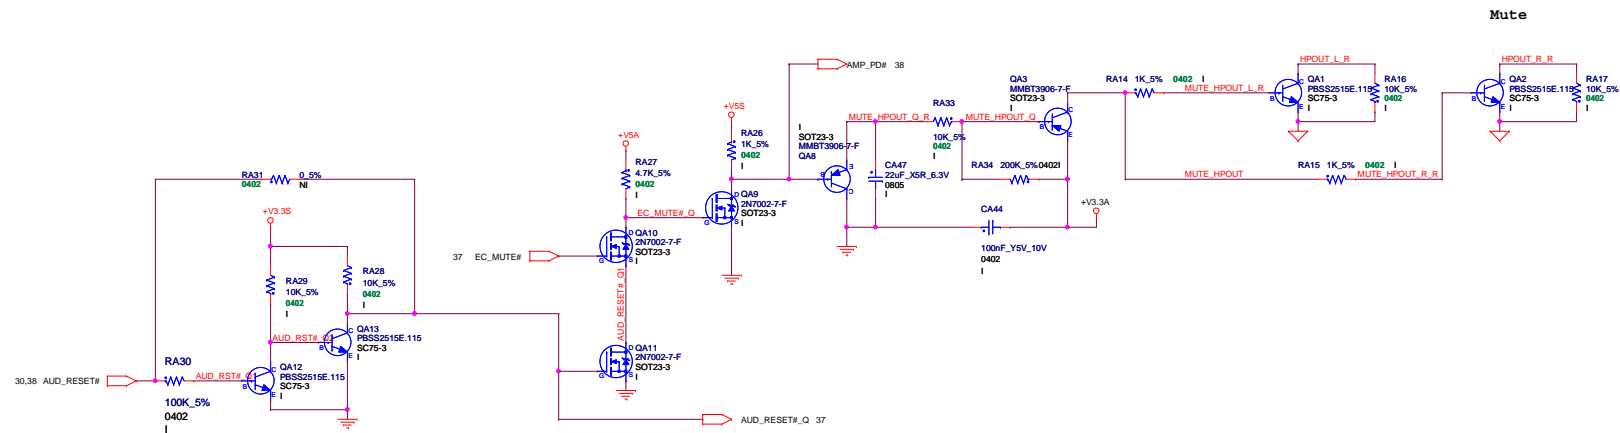 Mute
AMP_PD# 38
+V5S
RA26
1K_5%
0402
I
+V5A
RA27
4.7K_5%
0402
I
RA31
0402
0_5%
NI
+V3.3S
RA29
10K_5%
0402
I
RA28
10K_5%
0402
I
AUD_RST#_Q2
QA13
PBSS2515E.115
SC75-3
I
B
C
E
30,38 AUD_RESET#
RA30
100K_5%
0402
I
AUD_RST#_Q1
QA12
PBSS2515E.115
SC75-3
I
B
C
E
37 EC_MUTE#
EC_MUTE#_Q
QA10
2N7002-7-F
SOT23-3
I
G
D
S
AUD_RESET#_Q1
QA11
2N7002-7-F
SOT23-3
I
G
D
S
AUD_RESET#_Q 37
QA9
2N7002-7-F
SOT23-3
I
G
D
S
I
SOT23-3
MMBT3906-7-F
QA8
B
E
C
MUTE_HPOUT_Q_R
CA47
22uF_X5R_6.3V
0805
I
RA33
10K_5%
0402
I
MUTE_HPOUT_Q
RA34 200K_5% 0402 I
QA3
MMBT3906-7-F
SOT23-3
I
B
C
E
CA44
100nF_Y5V_10V
0402
I
+V3.3A
RA14 1K_5% 0402 I
MUTE_HPOUT_L_R
HPOUT_L_R
QA1
PBSS2515E.115
SC75-3
I
B
C
E
RA16
10K_5%
0402
I
MUTE_HPOUT
RA15 1K_5% 0402 I
MUTE_HPOUT_R_R
HPOUT_R_R
QA2
PBSS2515E.115
SC75-3
I
B
C
E
RA17
10K_5%
0402
I